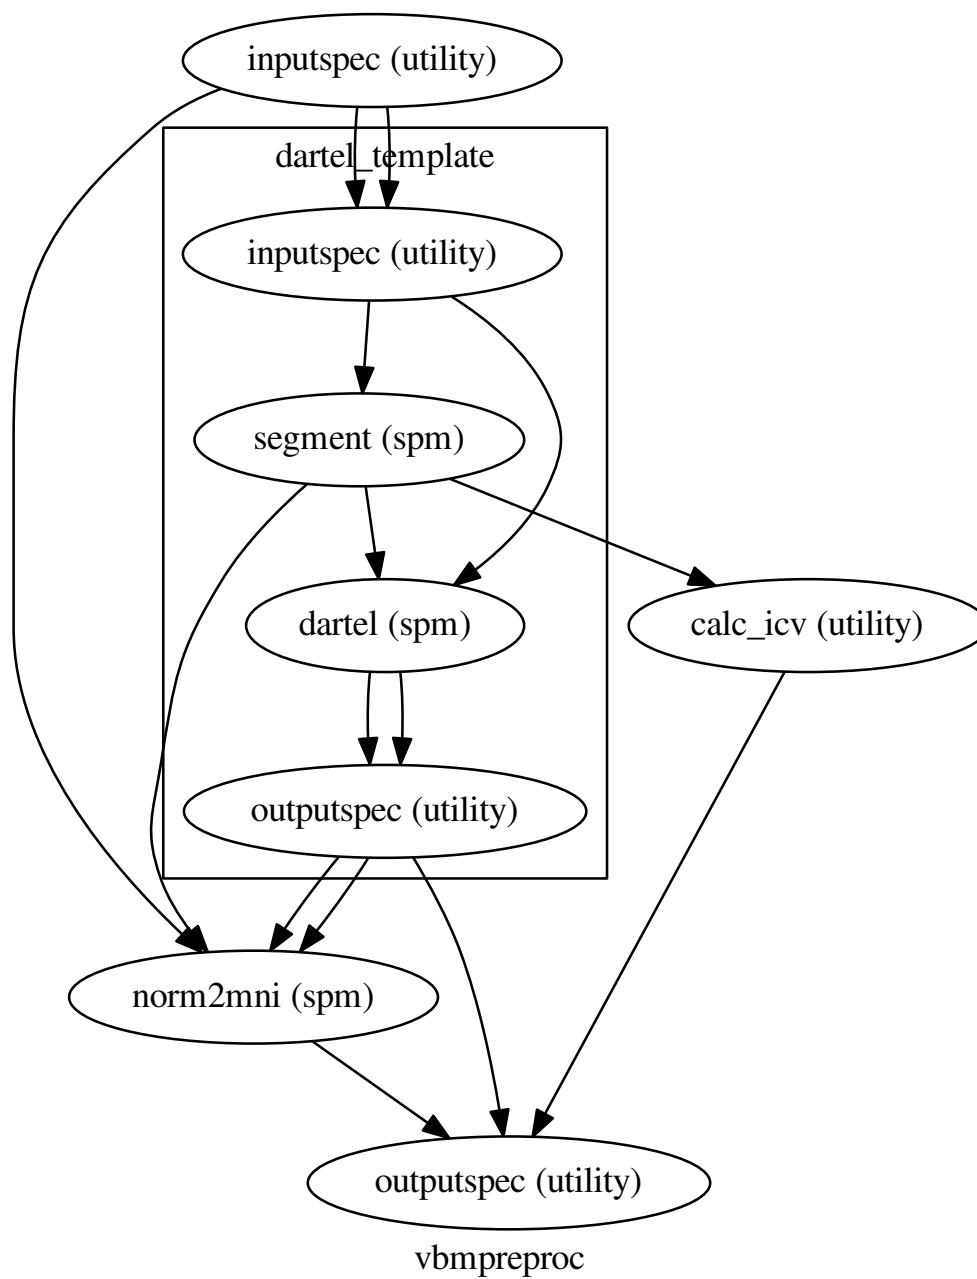 inputspec (utility)
dartel_template
inputspec (utility)
segment (spm)
dartel (spm)
calc_icv (utility)
outputspec (utility)
norm2mni (spm)
outputspec (utility)
vbmpreproc